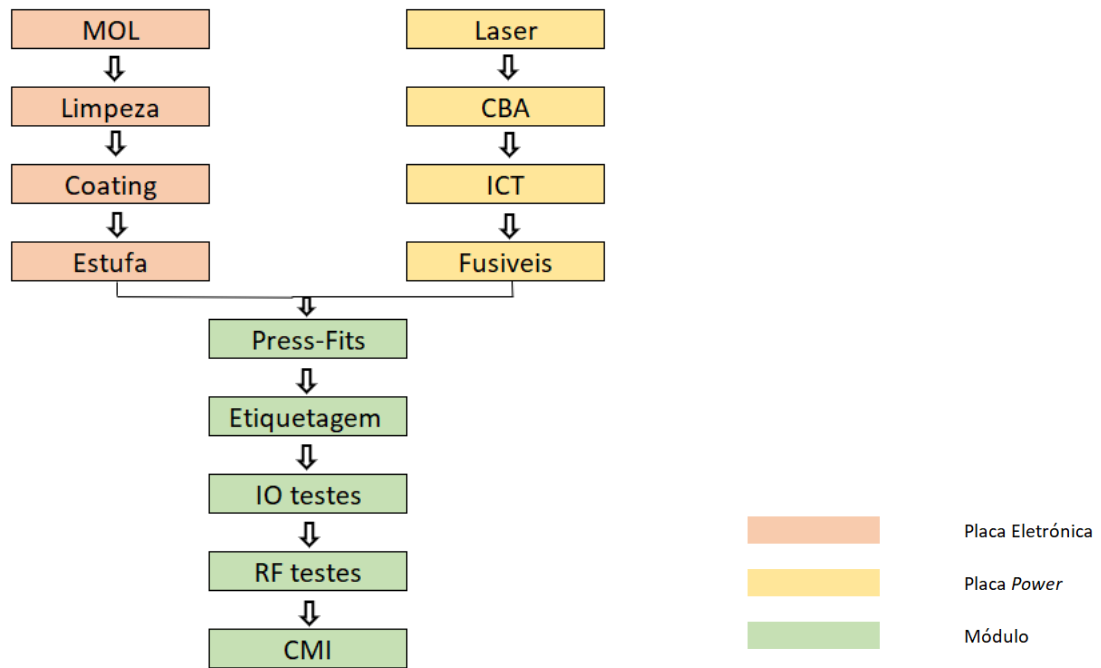 MOL
Limpeza
Coating
Estufa
Laser
CBA
ICT
Fusiveis
Press-Fits
Etiquetagem
IO testes
RF testes
CMI
Placa Eletrónica
Placa Power
Módulo